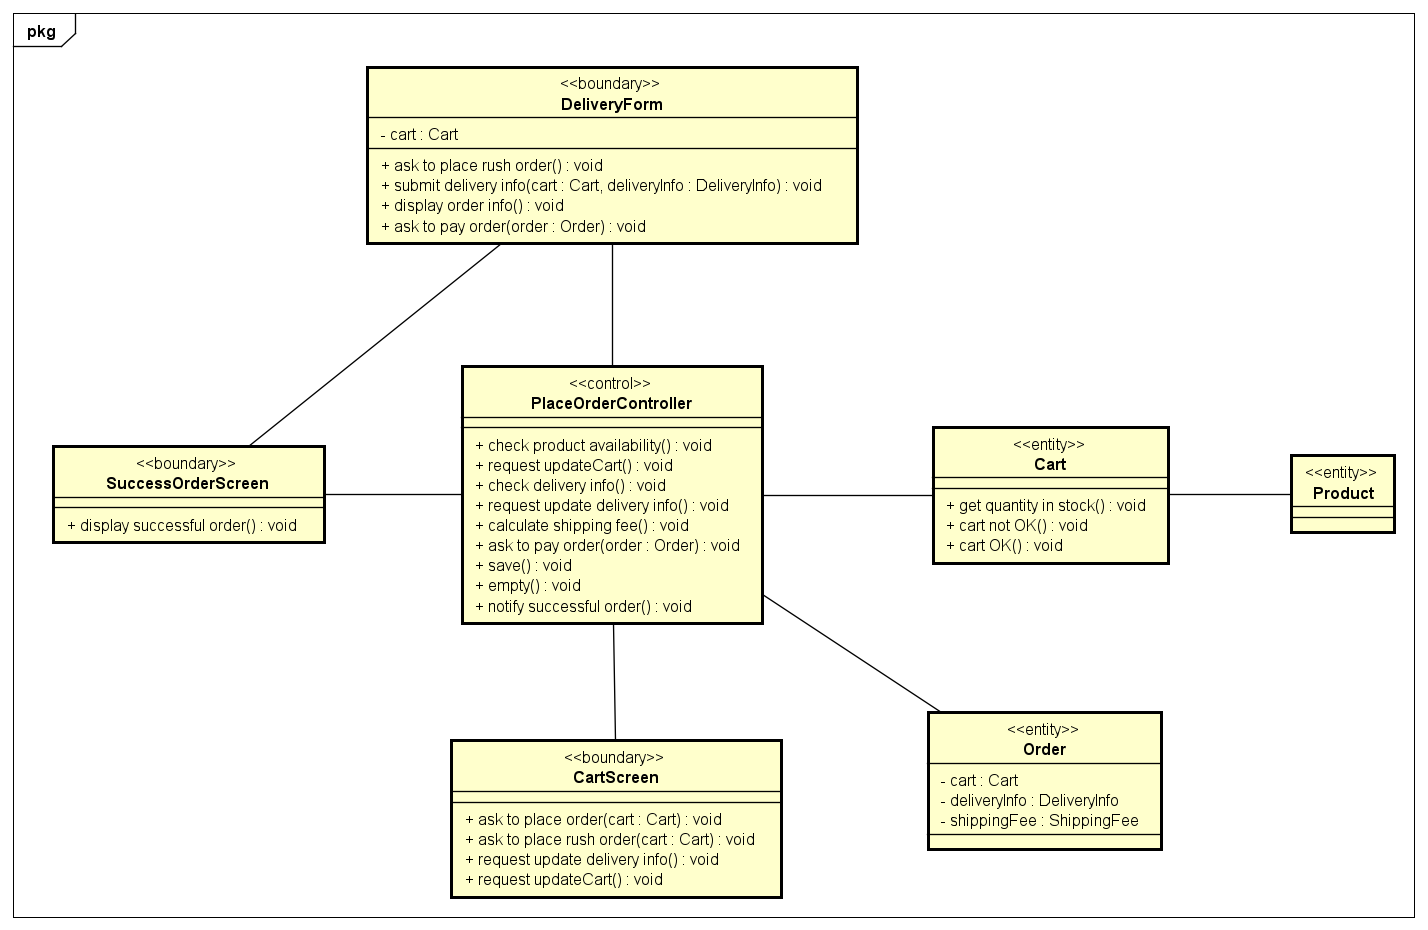 pkg
<<boundary>>
DeliveryForm
- cart : Cart
+ ask to place rush order() : void
+ submit delivery info(cart : Cart, deliveryInfo : DeliveryInfo) : void
+ display order info() : void
+ ask to pay order(order : Order) : void
<<control>>
PlaceOrderController
+ check product availability() : void
+ request updateCart() : void
+ check delivery info() : void
+ request update delivery info() : void
+ calculate shipping fee() : void
+ ask to pay order(order : Order) : void
+ save() : void
+ empty() : void
+ notify successful order() : void
<<boundary>>
SuccessOrderScreen
+ display successful order() : void
<<entity>>
Cart
+ get quantity in stock() : void
+ cart not OK() : void
+ cart OK() : void
<<entity>>
Product
<<boundary>>
CartScreen
+ ask to place order(cart : Cart) : void
+ ask to place rush order(cart : Cart) : void
+ request update delivery info() : void
+ request updateCart() : void
<<entity>>
Order
- cart : Cart
- deliveryInfo : DeliveryInfo
- shippingFee : ShippingFee